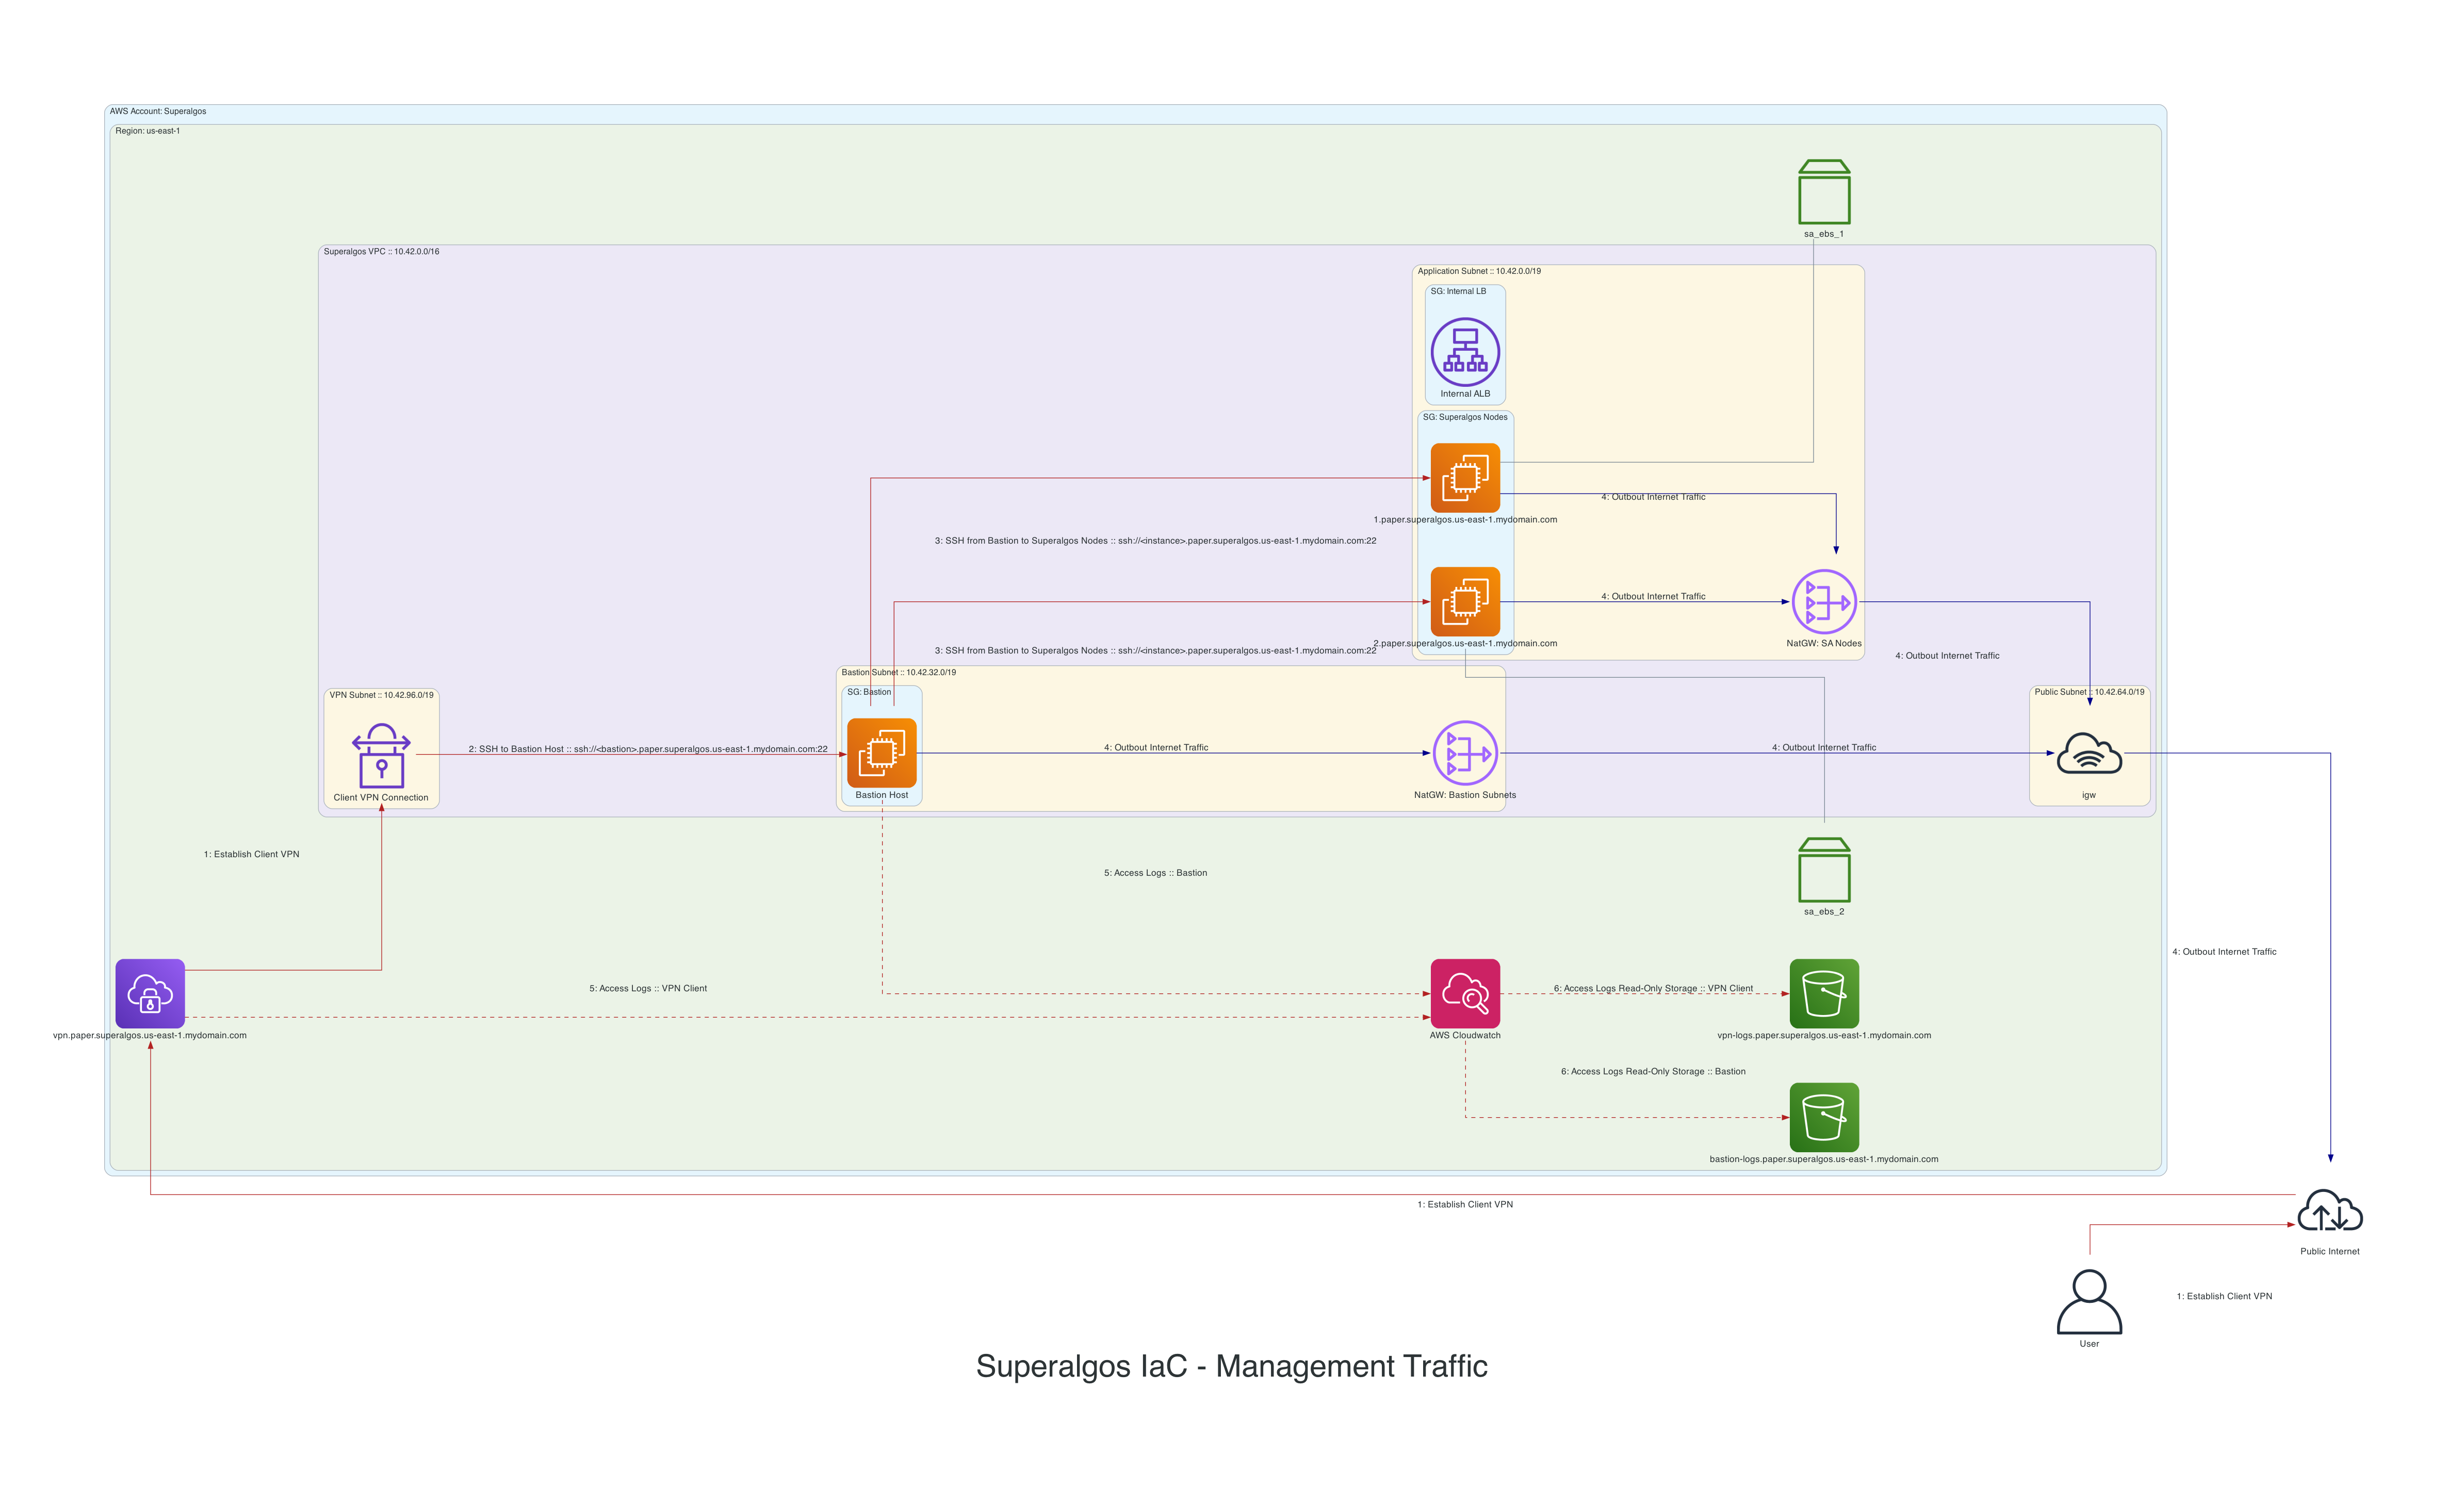 AWS Account: Superalgos
Region: us-east-1
sa_ebs_1
Superalgos VPC :: 10.42.0.0/16
Application Subnet :: 10.42.0.0/19
SG: Internal LB
Internal ALB
SG: Superalgos Nodes
4: Outbout Internet Traffic
1.paper.superalgos.us-east-1.mydomain.com
3: SSH from Bastion to Superalgos Nodes :: ssh://<instance>.paper.superalgos.us-east-1.mydomain.com:22
4: Outbout Internet Traffic
2.paper.superalgos.us-east-1.mydomain.com
NatGW: SA Nodes
3: SSH from Bastion to Superalgos Nodes :: ssh://<instance>.paper.superalgos.us-east-1.mydomain.com:22
4: Outbout Internet Traffic
Bastion Subnet :: 10.42.32.0/19
VPN Subnet :: 10.42.96.0/19
SG: Bastion
Public Subnet :: 10.42.64.0/19
2: SSH to Bastion Host :: ssh://<bastion>.paper.superalgos.us-east-1.mydomain.com:22
4: Outbout Internet Traffic
4: Outbout Internet Traffic
Client VPN Connection
Bastion Host
NatGW: Bastion Subnets
igw
1: Establish Client VPN
5: Access Logs :: Bastion
sa_ebs_2
4: Outbout Internet Traffic
5: Access Logs :: VPN Client
6: Access Logs Read-Only Storage :: VPN Client
vpn.paper.superalgos.us-east-1.mydomain.com
AWS Cloudwatch
vpn-logs.paper.superalgos.us-east-1.mydomain.com
6: Access Logs Read-Only Storage :: Bastion
bastion-logs.paper.superalgos.us-east-1.mydomain.com
1: Establish Client VPN
Public Internet
1: Establish Client VPN
User
Superalgos IaC - Management Traffic